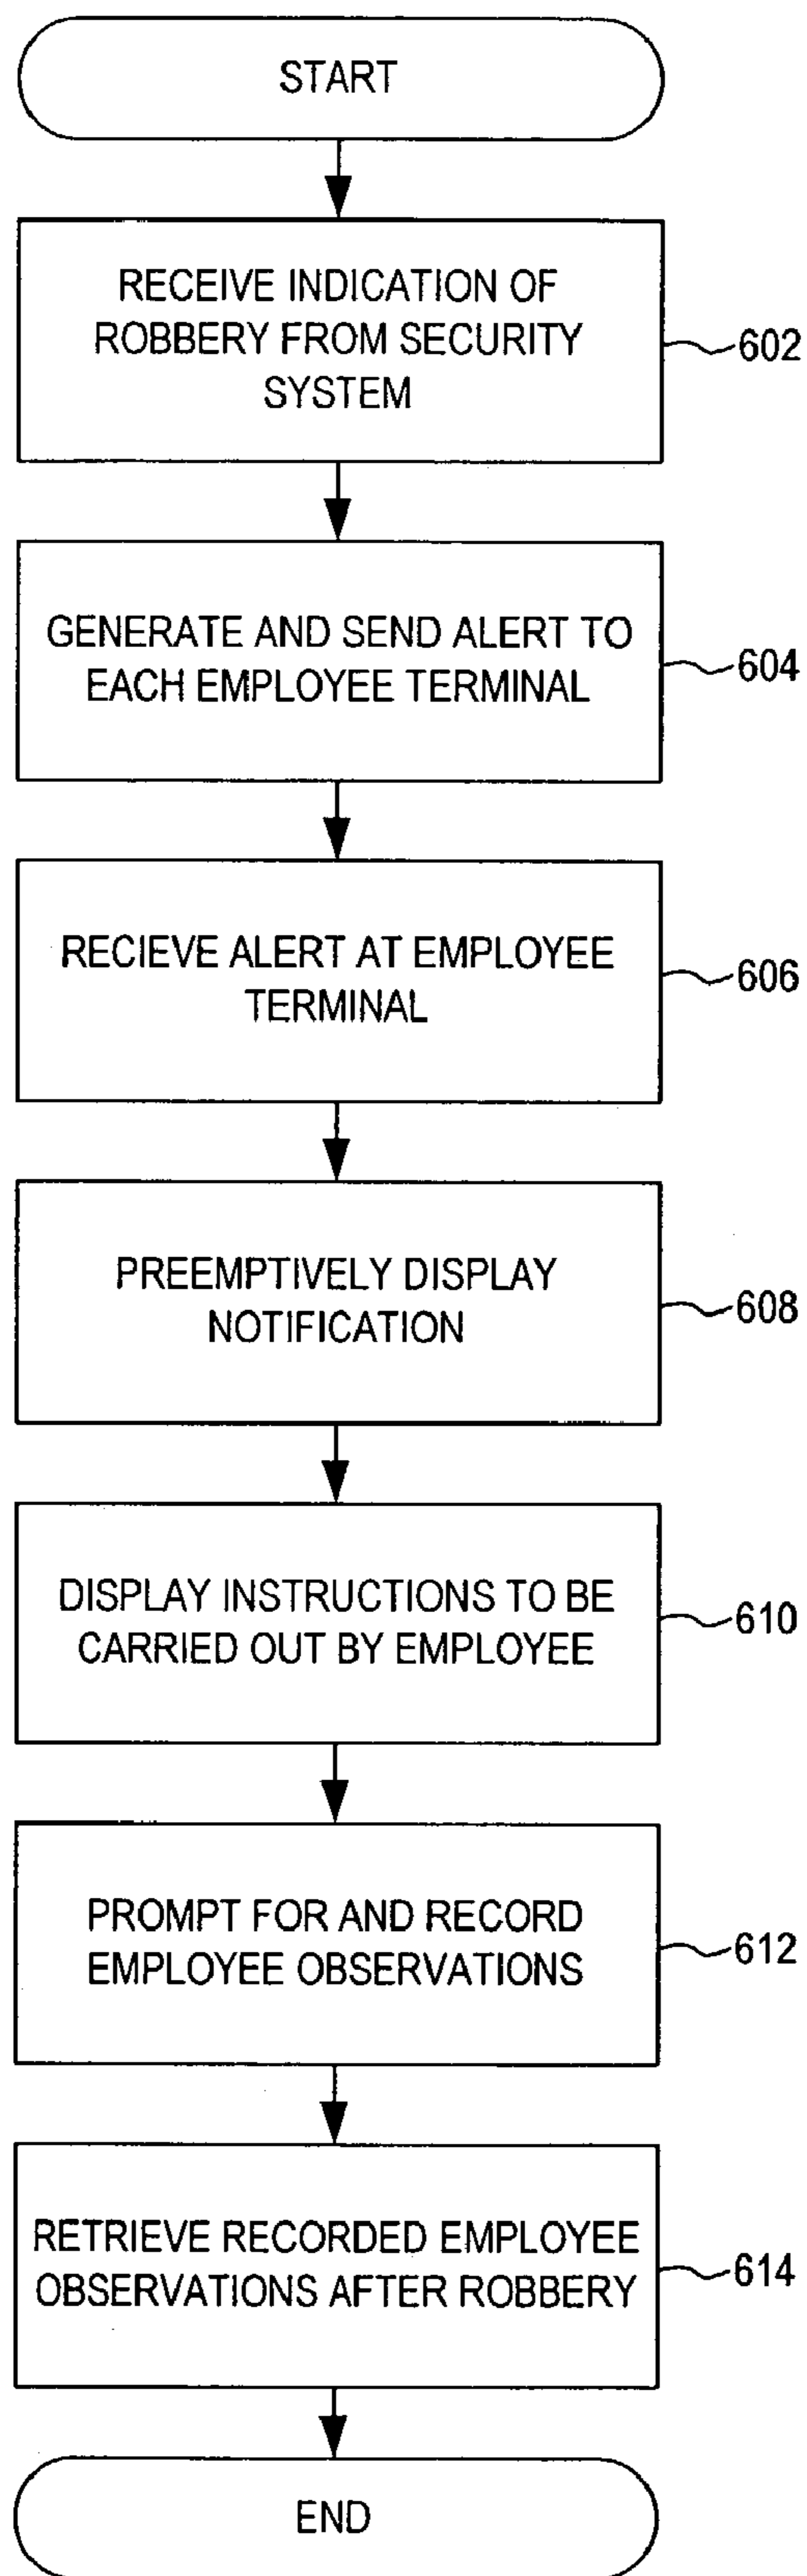 START
RECEIVE INDICATION OF
ROBBERY FROM SECURITY
SYSTEM
602
GENERATE AND SEND ALERT TO
EACH EMPLOYEE TERMINAL
604
RECIEVE ALERT AT EMPLOYEE
TERMINAL
606
PREEMPTIVELY DISPLAY
NOTIFICATION
608
DISPLAY INSTRUCTIONS TO BE
CARRIED OUT BY EMPLOYEE
610
PROMPT FOR AND RECORD
EMPLOYEE OBSERVATIONS
612
RETRIEVE RECORDED EMPLOYEE
OBSERVATIONS AFTER ROBBERY
614
END